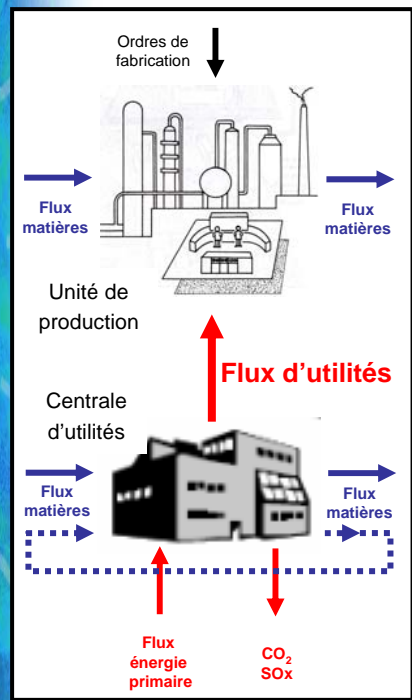 Ordres de
fabrication
Flux
matières
Flux
matières
Unité de
production
Flux d'utilités
Centrale
d'utilités
Flux
matières
Flux
matières
Flux
énergie
primaire
CO₂
SOx